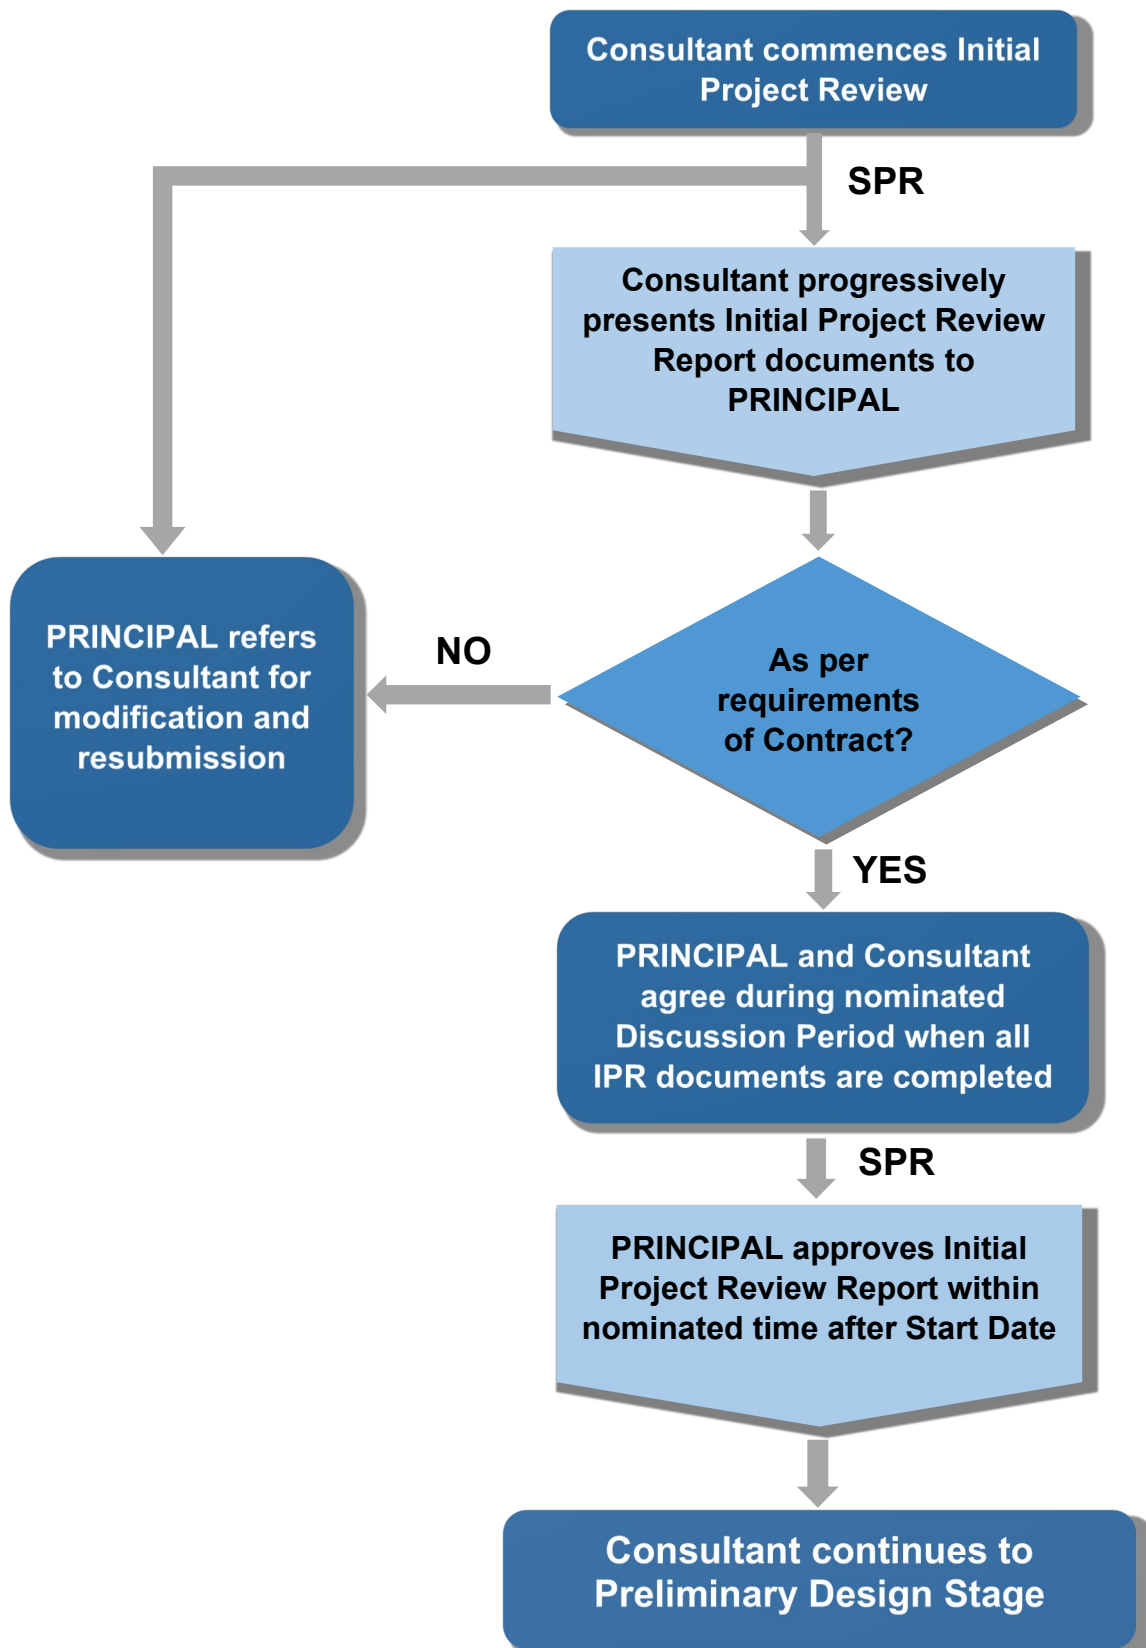 Consultant commences Initial
Project Review
SPR
Consultant progressively
presents Initial Project Review
Report documents to
PRINCIPAL
PRINCIPAL refers
to Consultant for
modification and
resubmission
NO
As per
requirements
of Contract?
YES
PRINCIPAL and Consultant
agree during nominated
Discussion Period when all
IPR documents are completed
SPR
PRINCIPAL approves Initial
Project Review Report within
nominated time after Start Date
Consultant continues to
Preliminary Design Stage